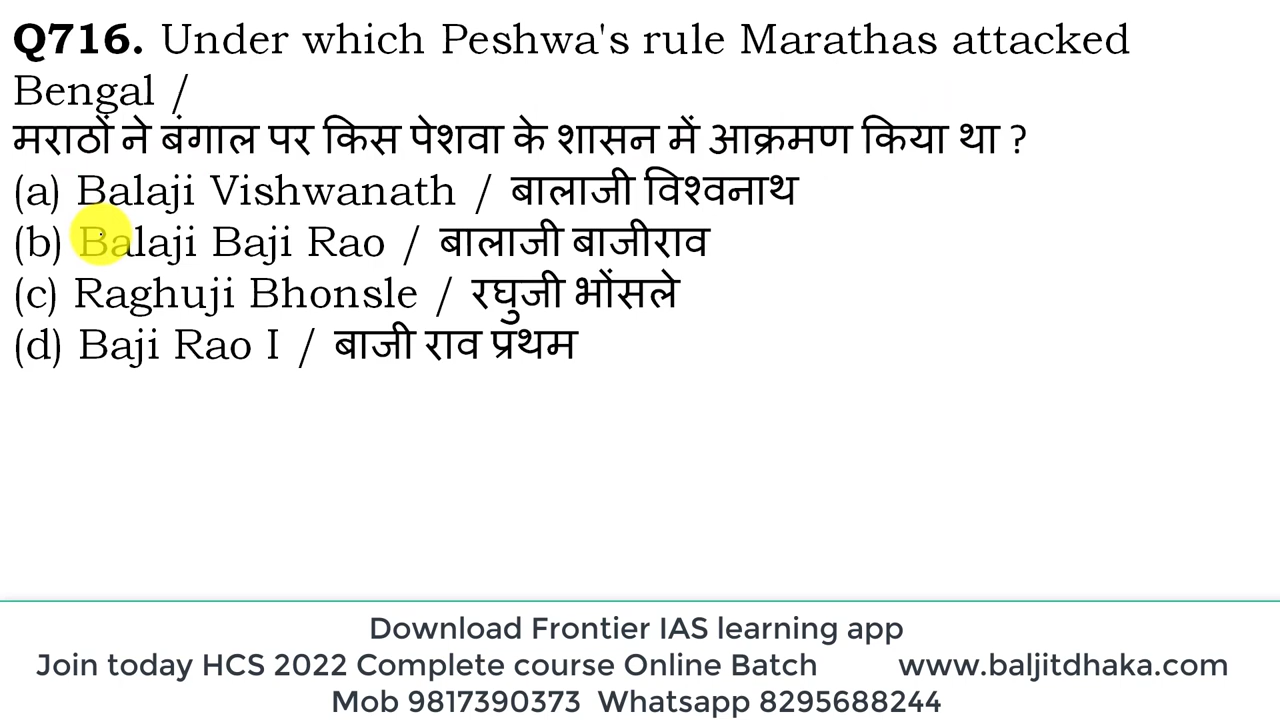 Q716. Under which Peshwa's rule Marathas attacked
Bengal /
मराठों ने बंगाल पर किस पेशवा के शासन में आक्रमण किया था ?
(a) Balaji Vishwanath / बालाजी विश्वनाथ
(b) Balaji Baji Rao / बालाजी बाजीराव
(c) Raghuji Bhonsle / रघुजी भोंसले
(d) Baji Rao I / बाजी राव प्रथम
Download Frontier IAS learning app
Join today HCS 2022 Complete course Online Batch www.baljitdhaka.com
Mob 9817390373 Whatsapp 8295688244